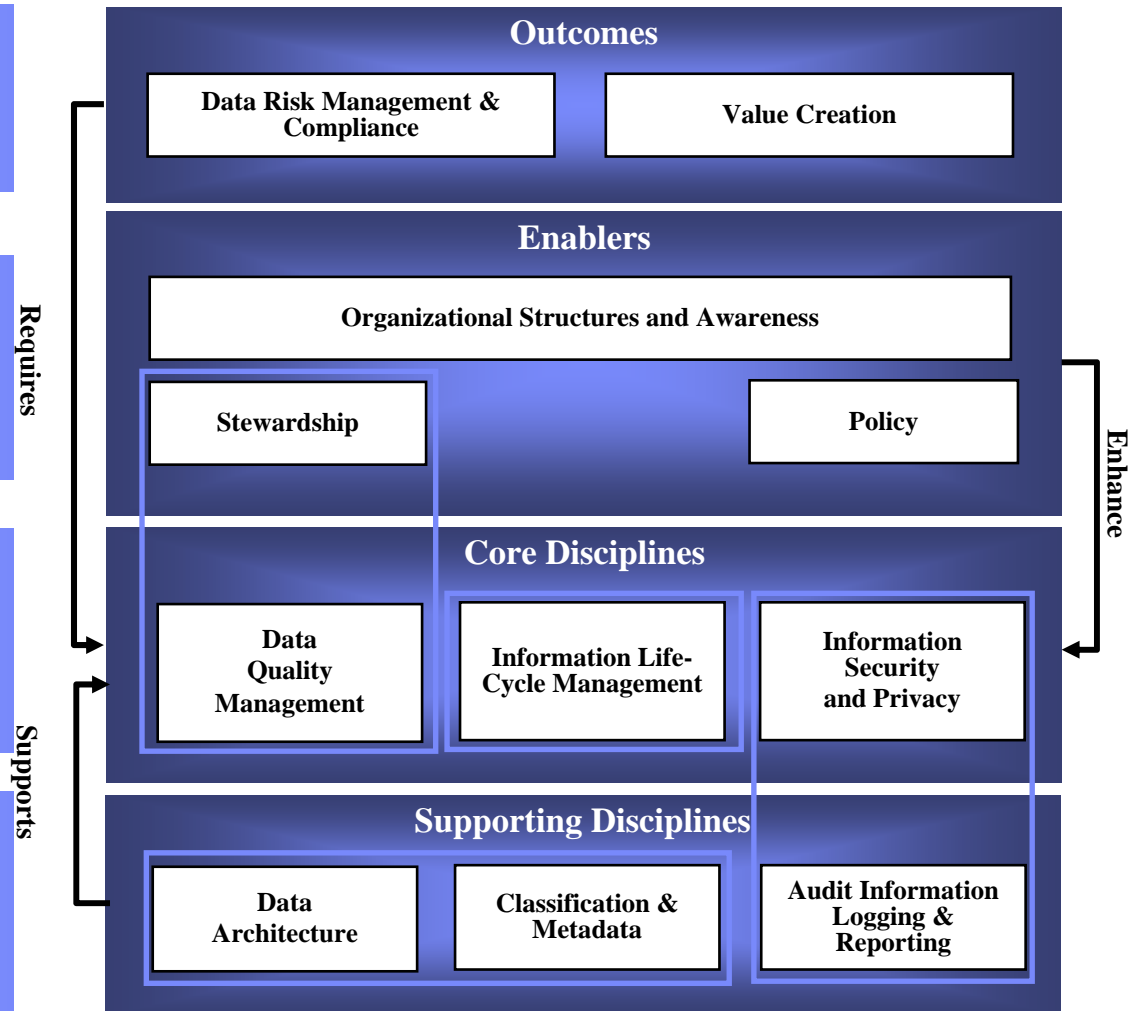 Outcomes
Data Risk Management &
Compliance
Value Creation
Enablers
Organizational Structures and Awareness
Stewardship
Policy
Requires
Enhance
Core Disciplines
Data
Quality
Management
Information Life-
Cycle Management
Information
Security
and Privacy
Supports
Supporting Disciplines
Data
Architecture
Classification &
Metadata
Audit Information
Logging &
Reporting